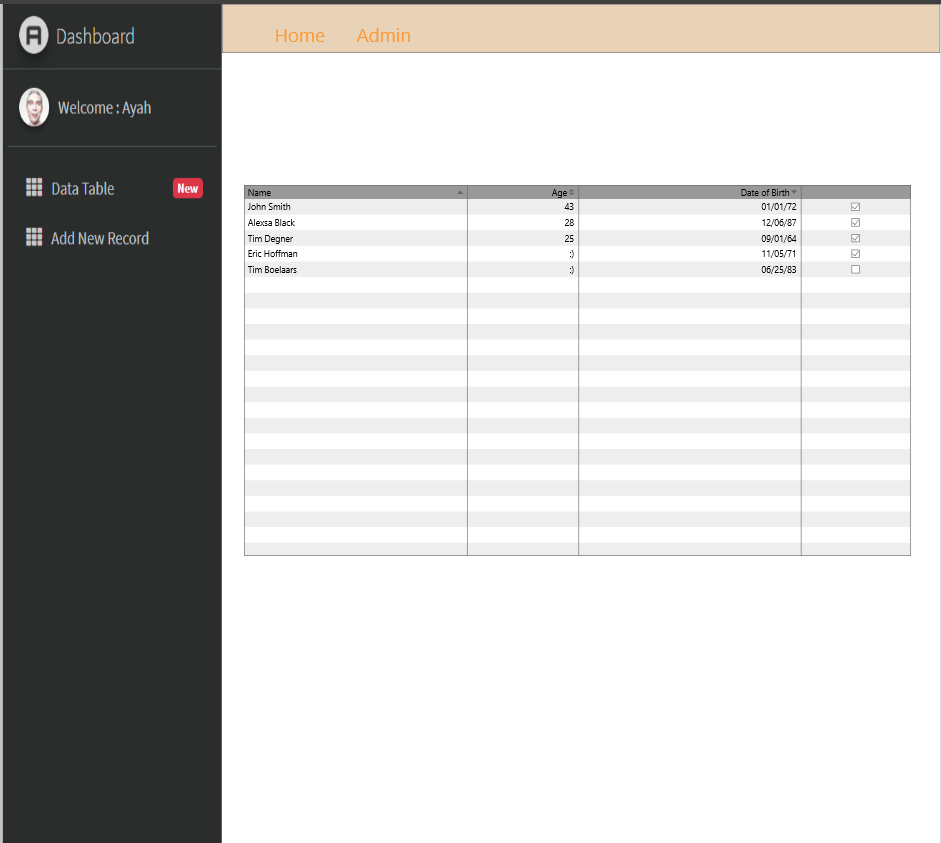 Dashboard
Home Admin
Welcome : Ayah
Data Table New
Add New Record
Name Age Date of Birth
John Smith 43 01/01/72
Alexsa Black 28 12/06/87
Tim Degner 25 09/01/64
Eric Hoffman :) 11/05/71
Tim Boelaars :) 06/25/83